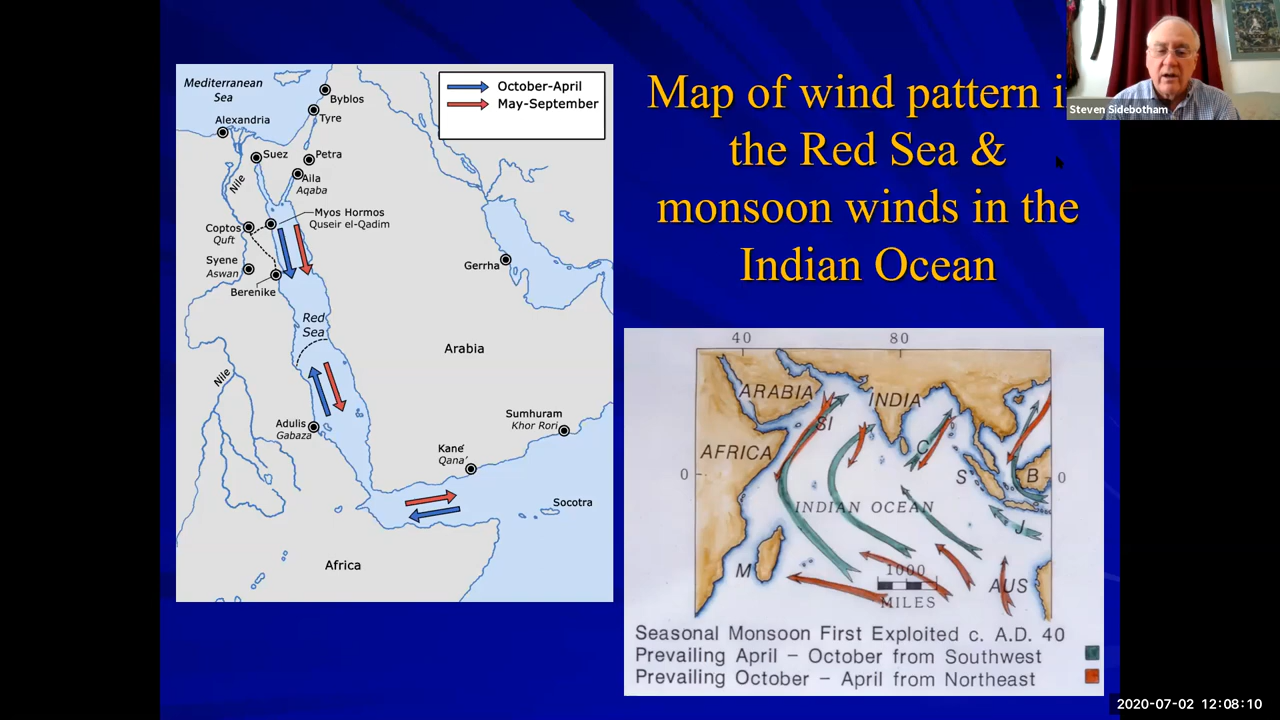 Map of wind pattern i
the Red Sea &
monsoon winds in the
Indian Ocean
Steven Sidebotham
October-April
May-September
Mediterranean
Sea
Byblos
Tyre
Alexandria
Suez
Petra
Aila
Aqaba
Nile
Myos Hormos
Quseir el-Qadim
Coptos
Quft
Syene
Aswan
Berenike
Gerrha
Red
Sea
Arabia
Nile
Adulis
Gabaza
Sumhuram
Khor Rori
Kané
Qana'
Socotra
Africa
40 80
ARABIA
INDIA
SI
C
AFRICA
0 S B 0
INDIAN OCEAN
J
M
1000
MILES
AUS
Seasonal Monsoon First Exploited c. A.D. 40
Prevailing April – October from Southwest
Prevailing October – April from Northeast
2020-07-02 12:08:10